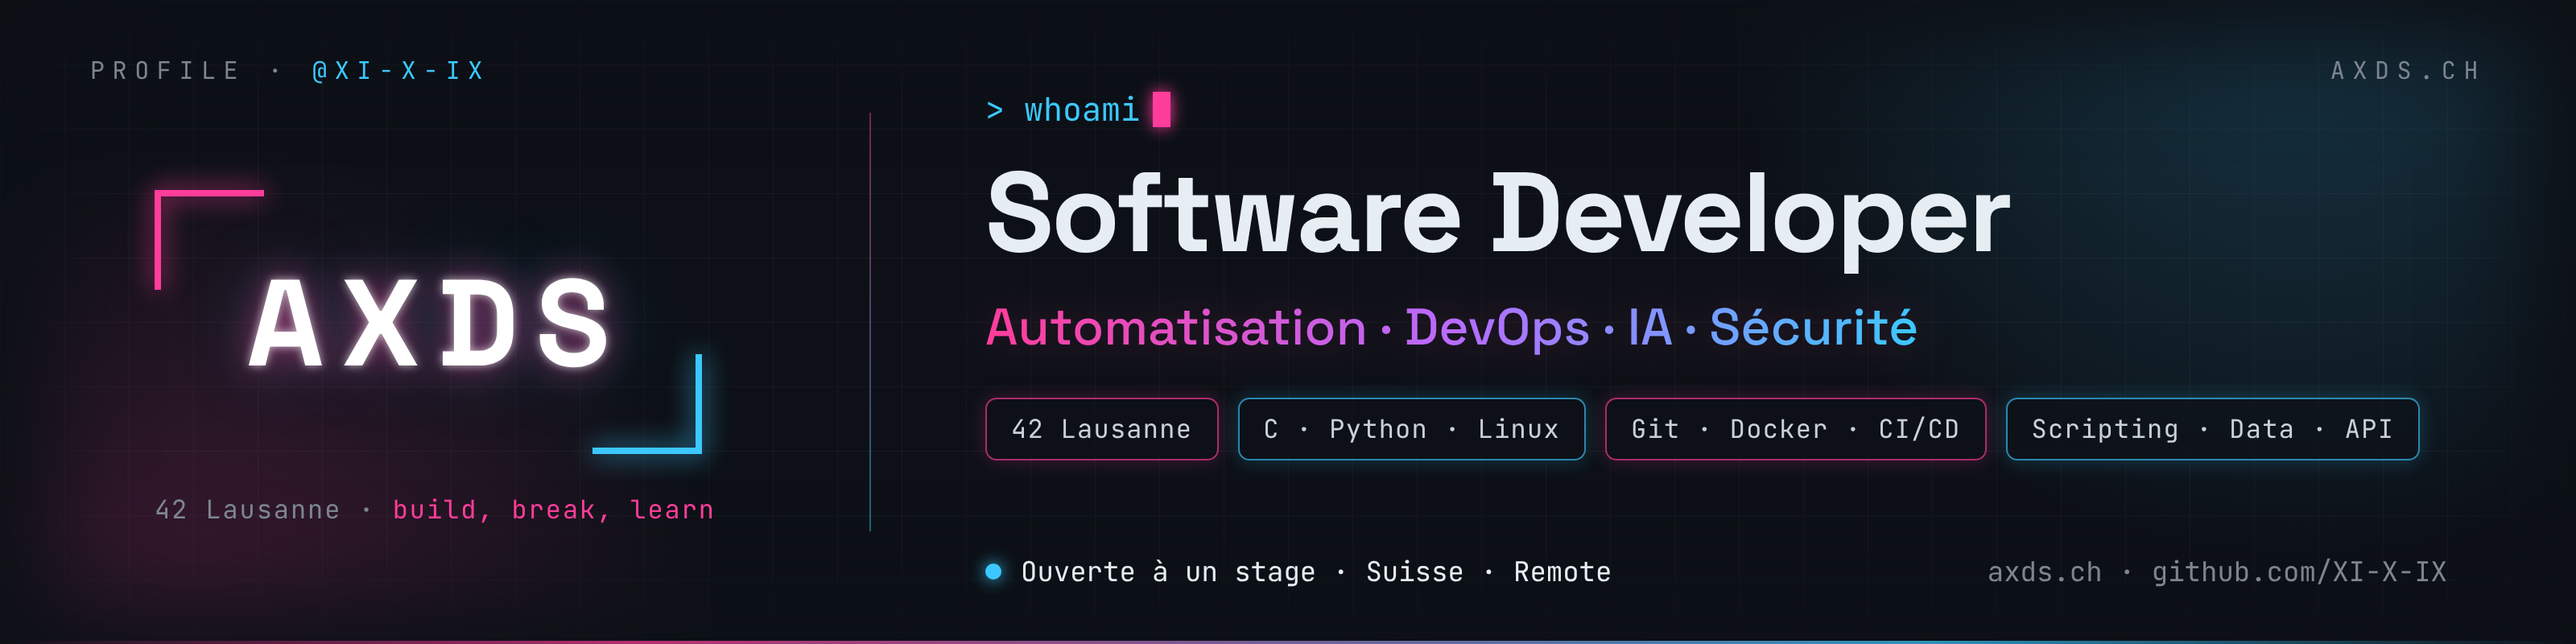 PROFILE · @XI-X-IX
AXDS.CH
AXDS
42 Lausanne · build, break, learn
> whoami
Software Developer
Automatisation · DevOps · IA · Sécurité
42 Lausanne
C · Python · Linux
Git · Docker · CI/CD
Scripting · Data · API
Ouverte à un stage · Suisse · Remote
axds.ch · github.com/XI-X-IX